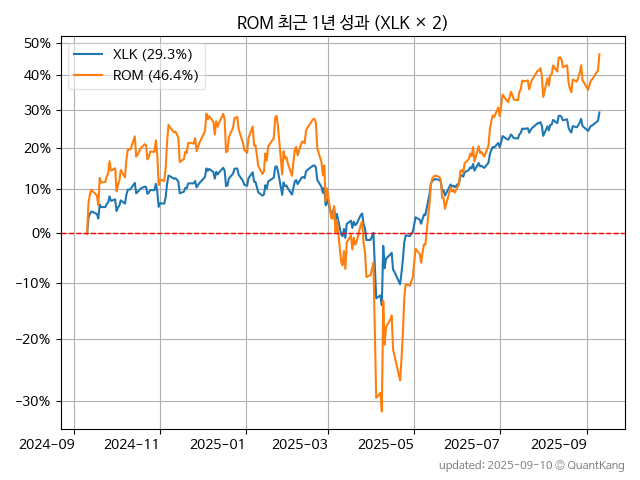 ROM 최근 1년 성과 (XLK × 2)
XLK (29.3%)
ROM (46.4%)
50%
40%
30%
20%
10%
0%
−10%
−20%
−30%
2024-09 2024-11 2025-01 2025-03 2025-05 2025-07 2025-09
updated: 2025-09-10 © QuantKang